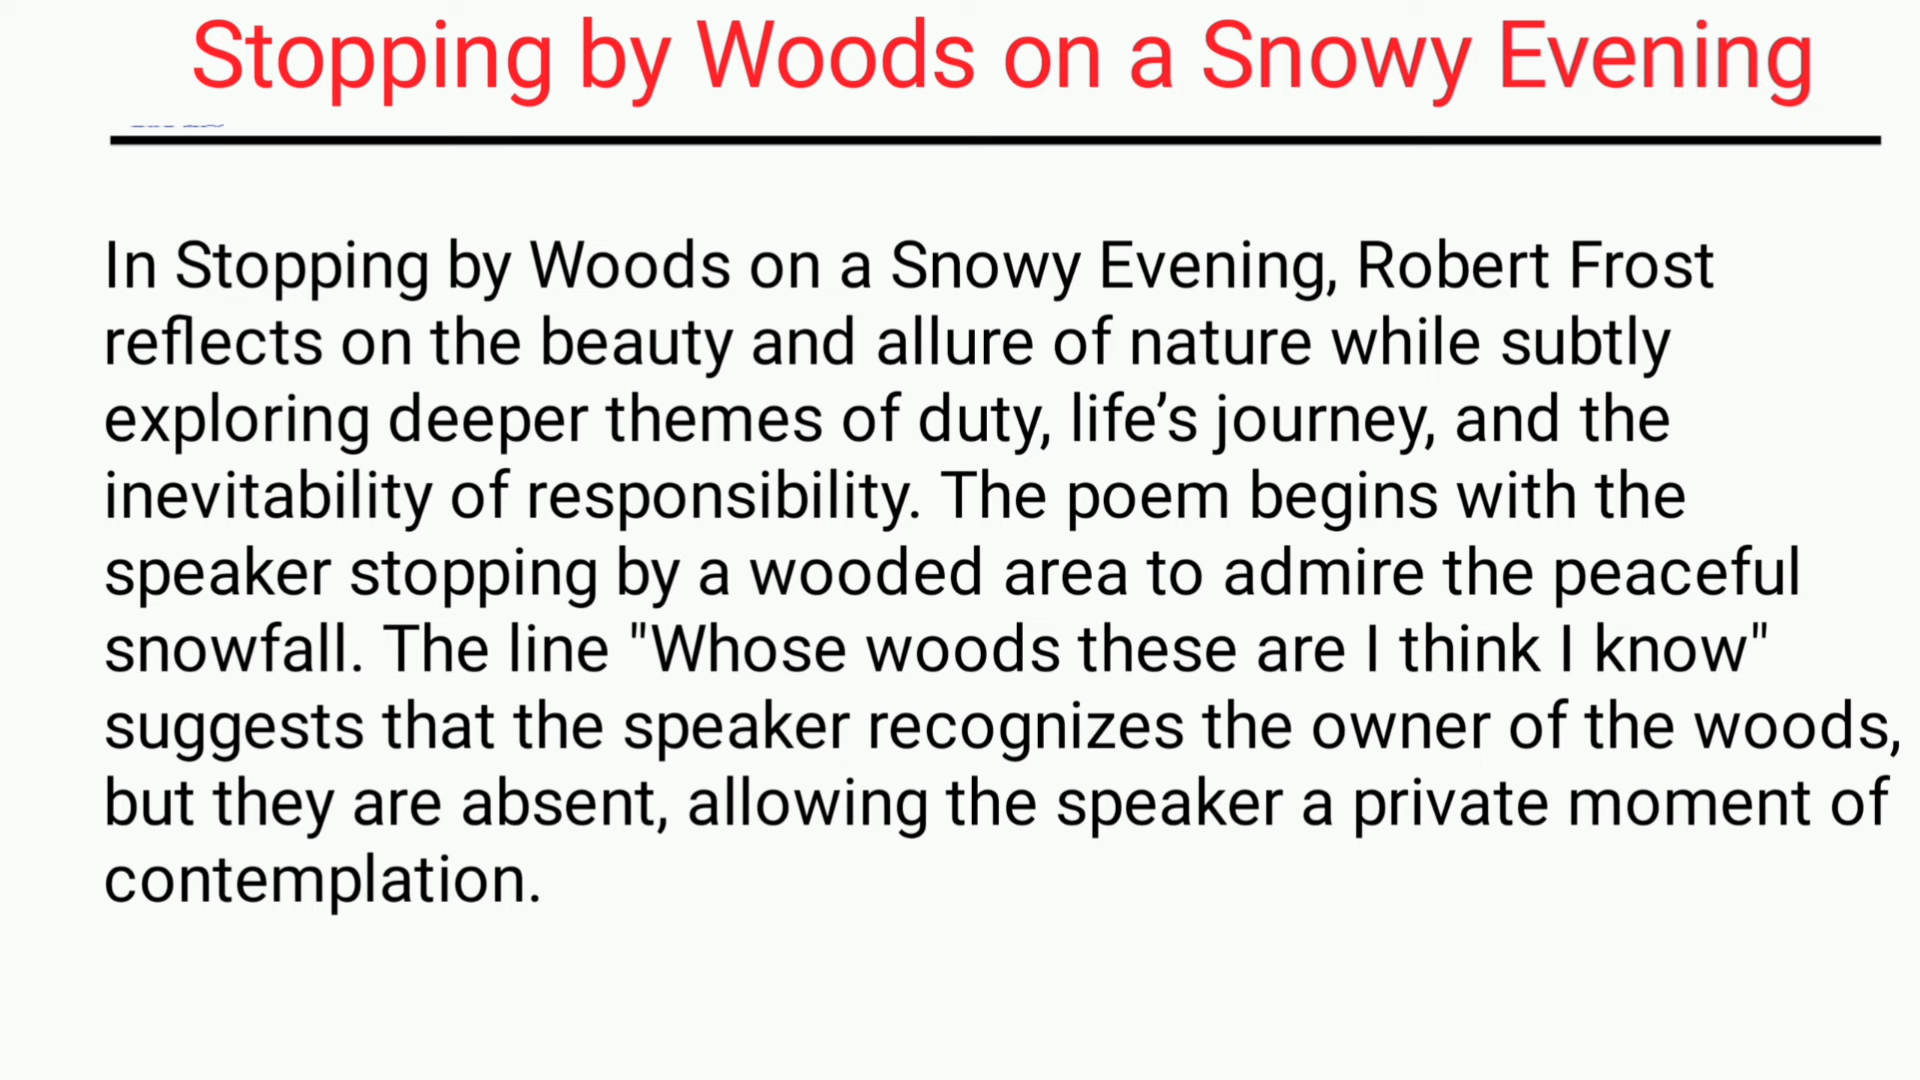 Stopping by Woods on a Snowy Evening
In Stopping by Woods on a Snowy Evening, Robert Frost
reflects on the beauty and allure of nature while subtly
exploring deeper themes of duty, life’s journey, and the
inevitability of responsibility. The poem begins with the
speaker stopping by a wooded area to admire the peaceful
snowfall. The line "Whose woods these are I think I know"
suggests that the speaker recognizes the owner of the woods,
but they are absent, allowing the speaker a private moment of
contemplation.